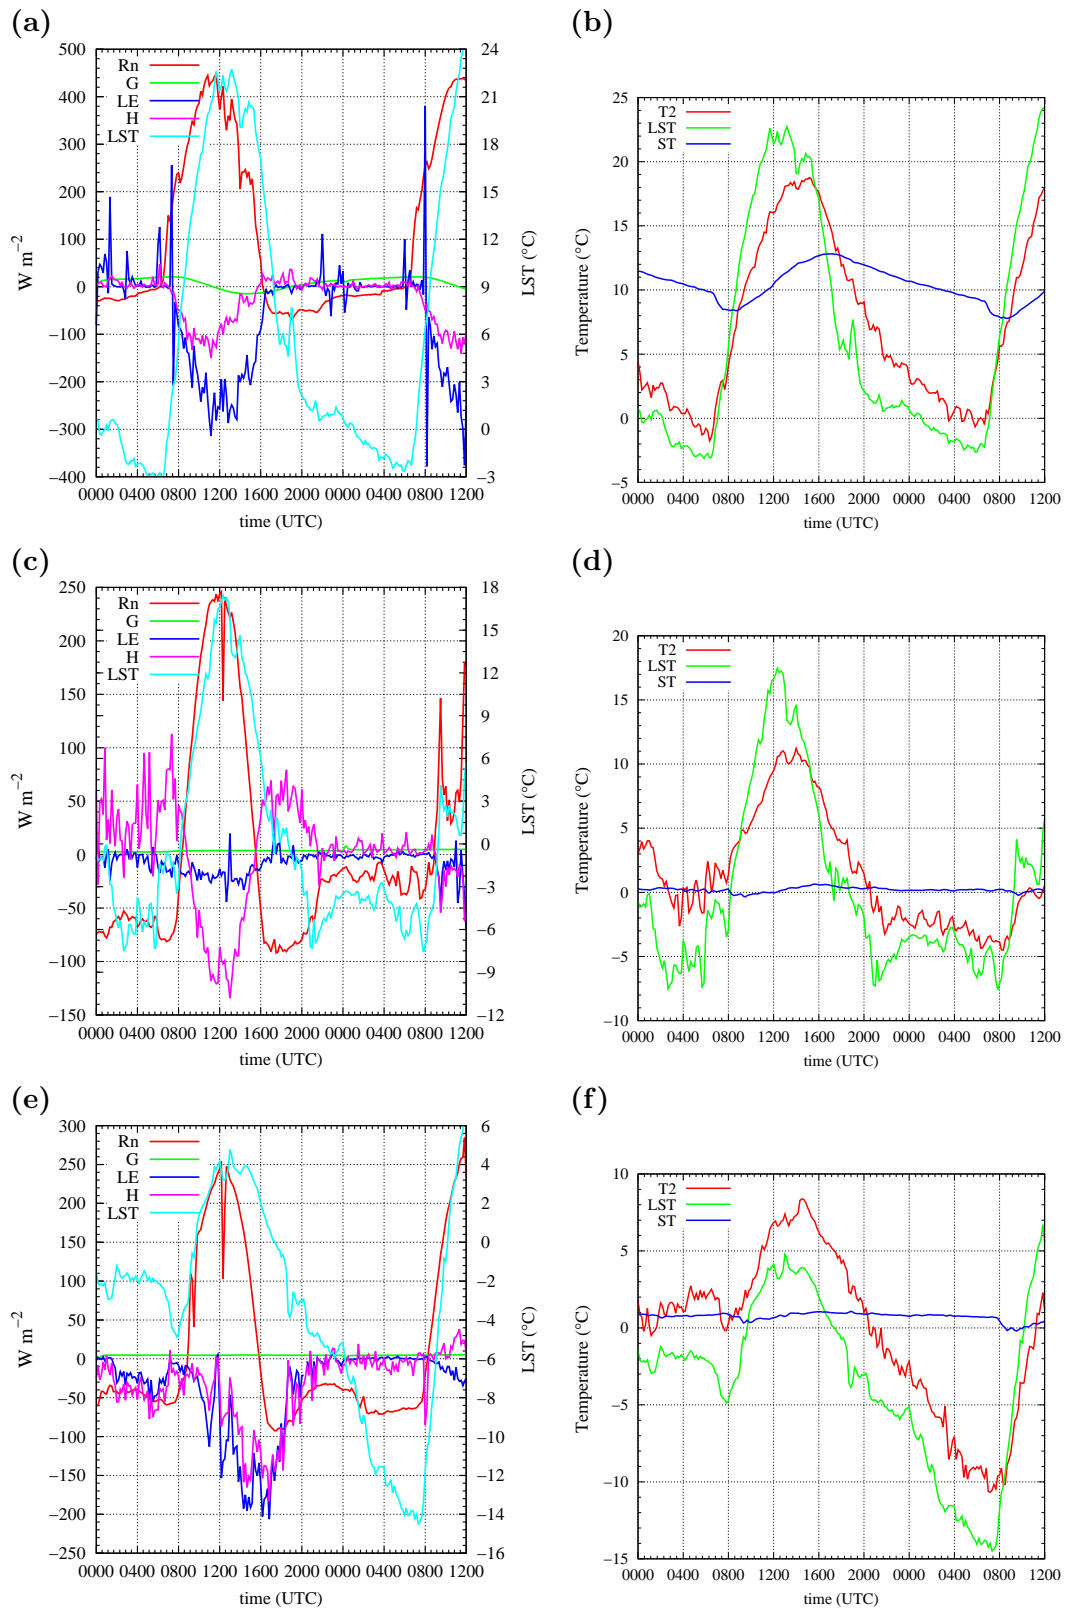 (a)
500
400
300
200
100
0
−100
−200
−300
−400
W m−2
Rn
G
LE
H
LST
24
21
18
15
12
9
6
3
0
−3
LST (°C)
0000 0400 0800 1200 1600 2000 0000 0400 0800 1200
time (UTC)
(b)
25
20
15
10
5
0
−5
Temperature (°C)
T2
LST
ST
0000 0400 0800 1200 1600 2000 0000 0400 0800 1200
time (UTC)
(c)
250
200
150
100
50
0
−50
−100
−150
W m−2
Rn
G
LE
H
LST
18
15
12
9
6
3
0
−3
−6
−9
−12
LST (°C)
0000 0400 0800 1200 1600 2000 0000 0400 0800 1200
time (UTC)
(d)
20
15
10
5
0
−5
−10
Temperature (°C)
T2
LST
ST
0000 0400 0800 1200 1600 2000 0000 0400 0800 1200
time (UTC)
(e)
300
250
200
150
100
50
0
−50
−100
−150
−200
−250
W m−2
Rn
G
LE
H
LST
6
4
2
0
−2
−4
−6
−8
−10
−12
−14
−16
LST (°C)
0000 0400 0800 1200 1600 2000 0000 0400 0800 1200
time (UTC)
(f)
10
5
0
−5
−10
−15
Temperature (°C)
T2
LST
ST
0000 0400 0800 1200 1600 2000 0000 0400 0800 1200
time (UTC)